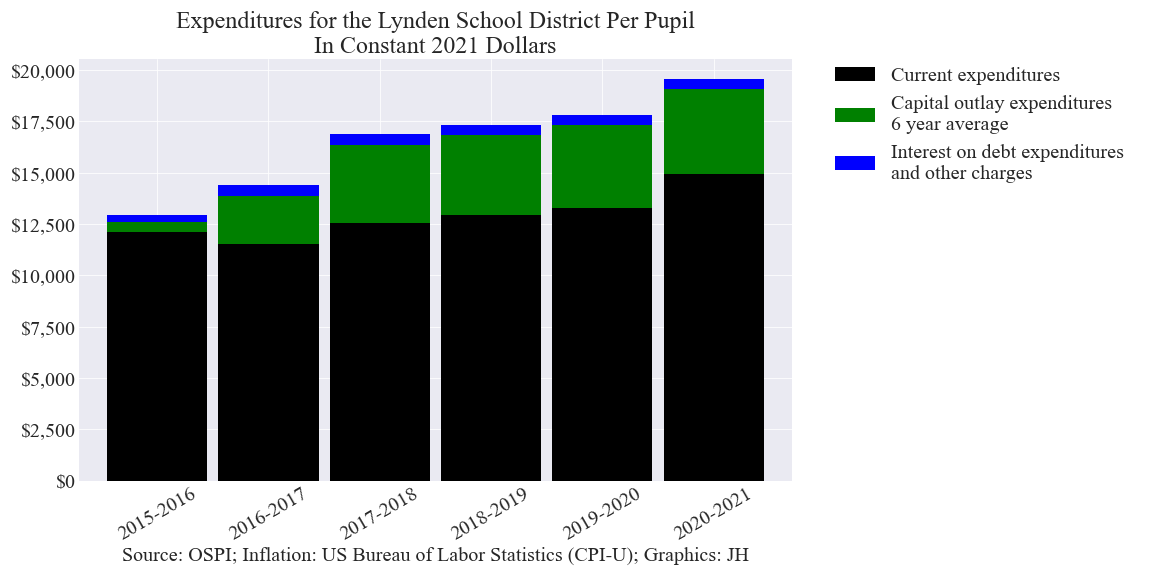 Expenditures for the Lynden School District Per Pupil
In Constant 2021 Dollars
$20,000
$17,500
$15,000
$12,500
$10,000
$7,500
$5,000
$2,500
$0
2015-2016
2016-2017
2017-2018
2018-2019
2019-2020
2020-2021
Source: OSPI; Inflation: US Bureau of Labor Statistics (CPI-U); Graphics: JH
Current expenditures
Capital outlay expenditures
6 year average
Interest on debt expenditures
and other charges